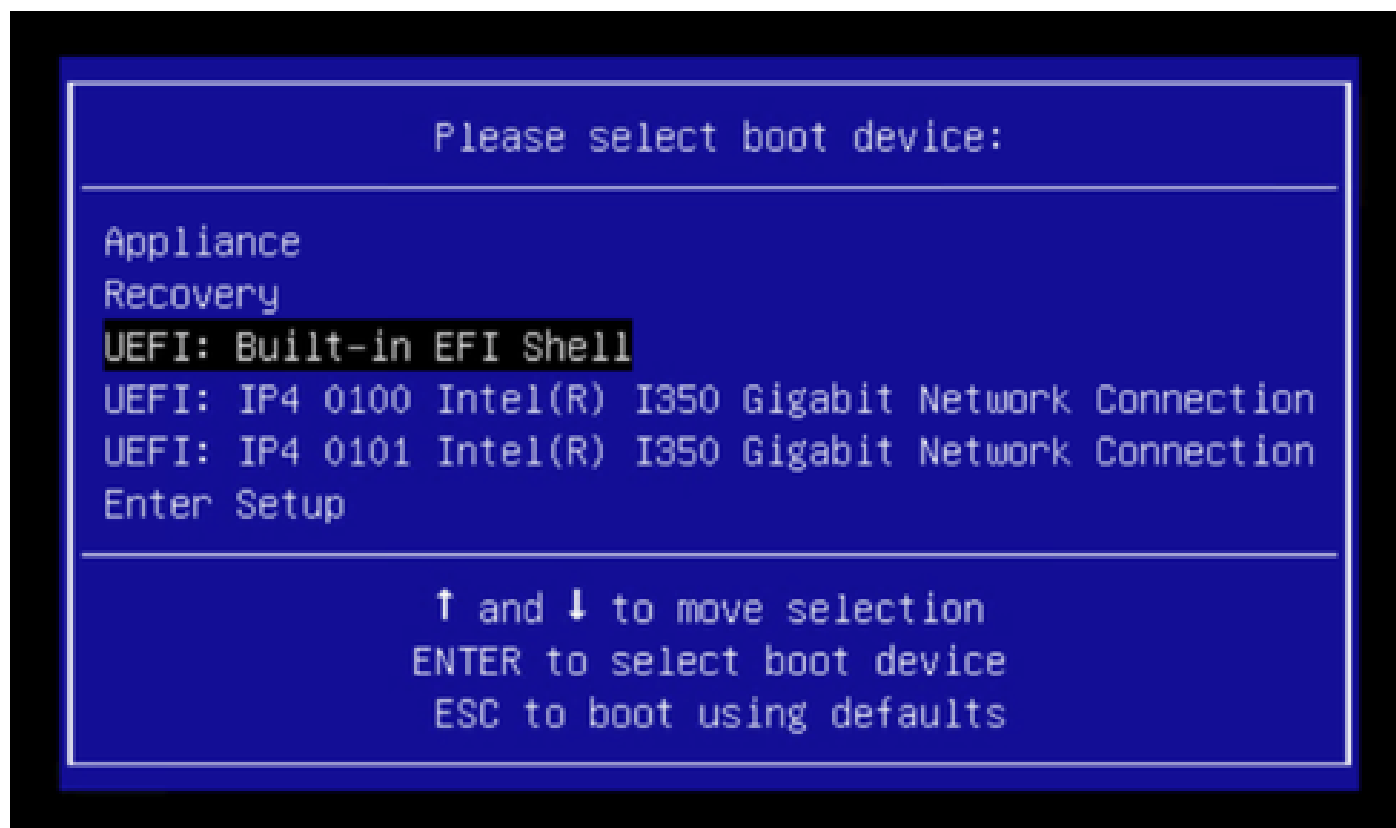 Please select boot device:
Appliance
Recovery
UEFI: Built-in EFI Shell
UEFI: IP4 0100 Intel(R) I350 Gigabit Network Connection
UEFI: IP4 0101 Intel(R) I350 Gigabit Network Connection
Enter Setup
↑ and ↓ to move selection
ENTER to select boot device
ESC to boot using defaults